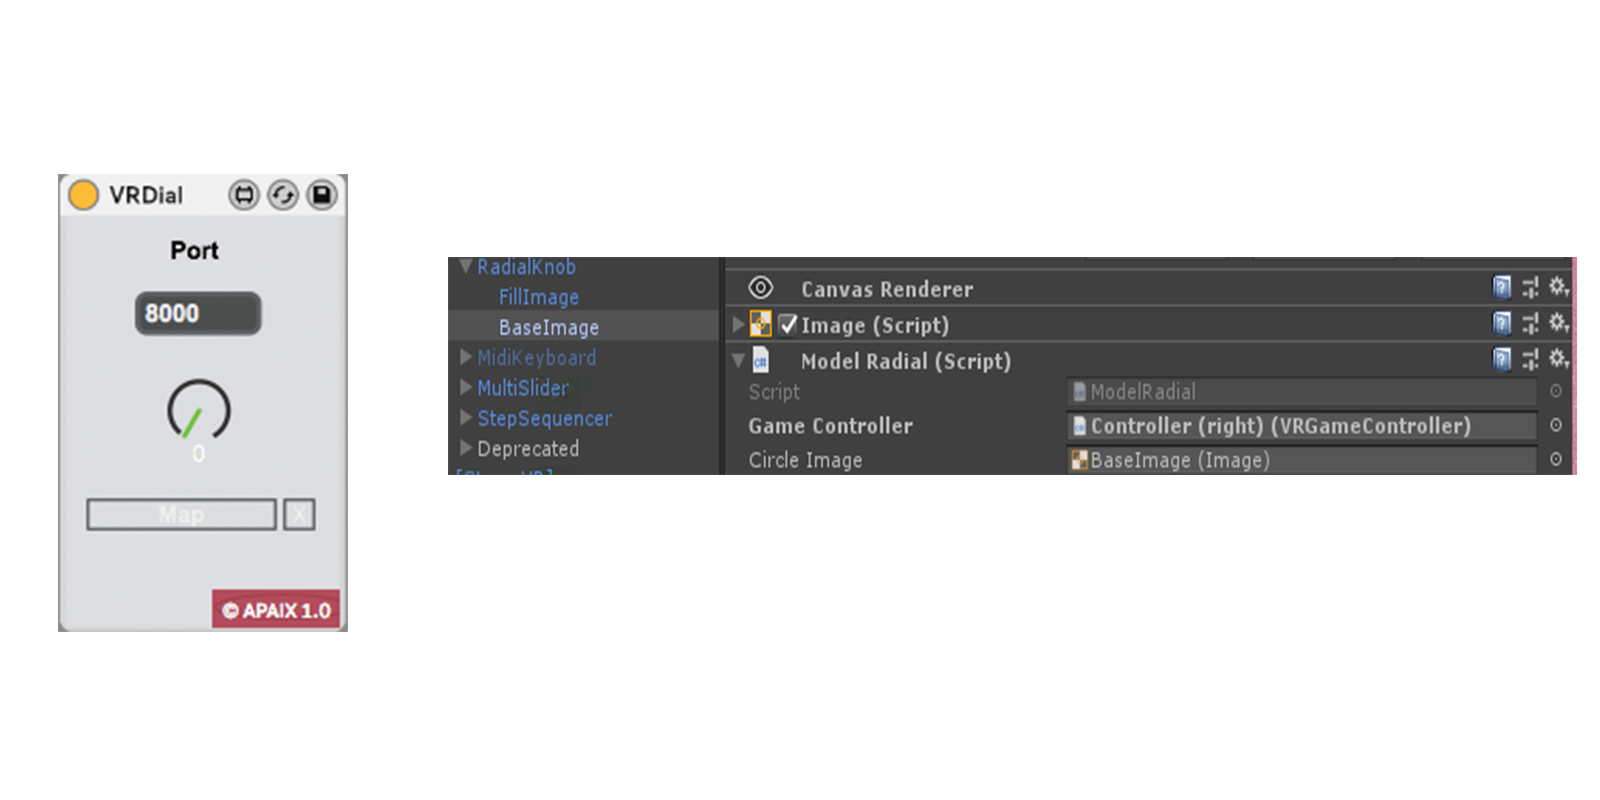 VRDial
Port
8000
0
Map X
© APAIX 1.0
RadialKnob
FillImage
BaseImage
MidiKeyboard
MultiSlider
StepSequencer
Deprecated
Canvas Renderer
Image (Script)
Model Radial (Script)
Script ModelRadial
Game Controller Controller (right) (VRGameController)
Circle Image BaseImage (Image)